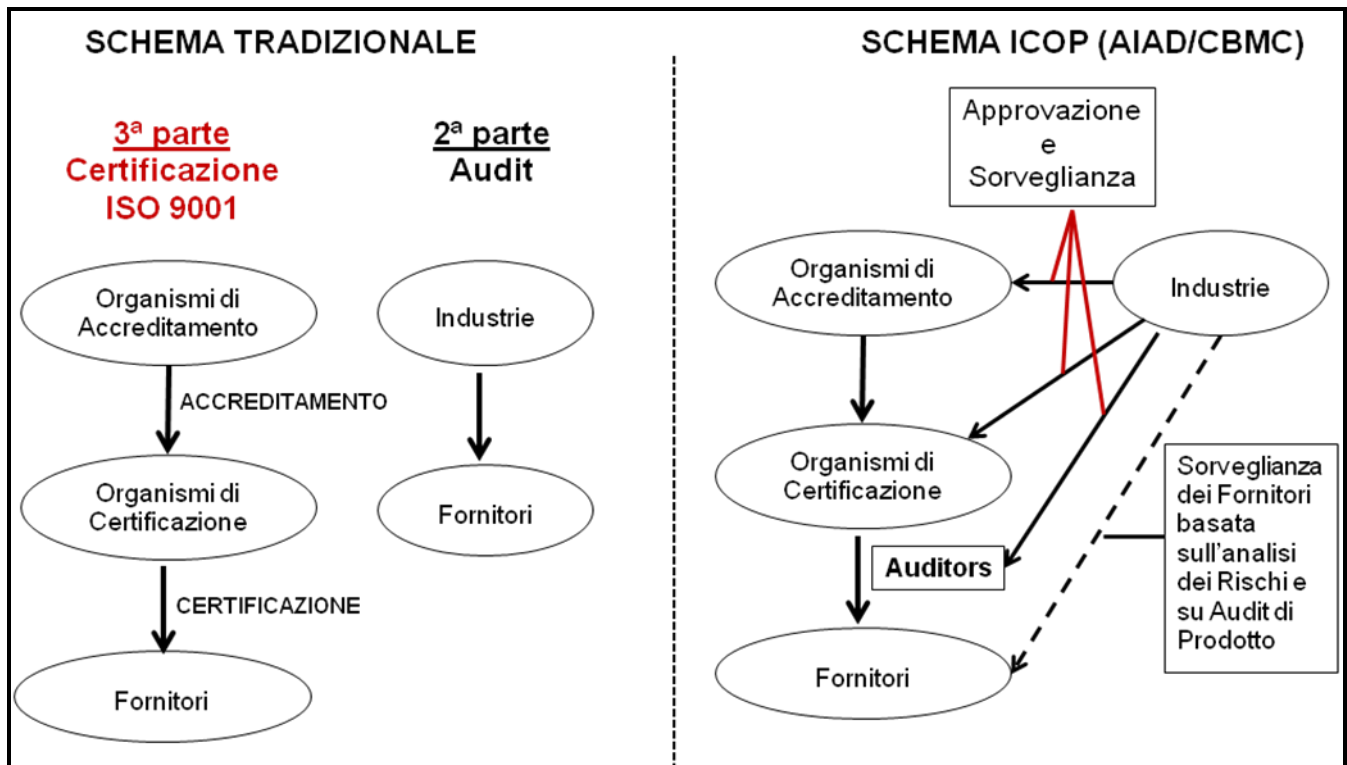 SCHEMA TRADIZIONALE
3ª parte
Certificazione
ISO 9001
2ª parte
Audit
Organismi di
Accreditamento
Industrie
ACCREDITAMENTO
Organismi di
Certificazione
Fornitori
CERTIFICAZIONE
Fornitori
SCHEMA ICOP (AIAD/CBMC)
Approvazione
e
Sorveglianza
Organismi di
Accreditamento
Industrie
Organismi di
Certificazione
Auditors
Sorveglianza
dei Fornitori
basata
sull'analisi
dei Rischi e
su Audit di
Prodotto
Fornitori